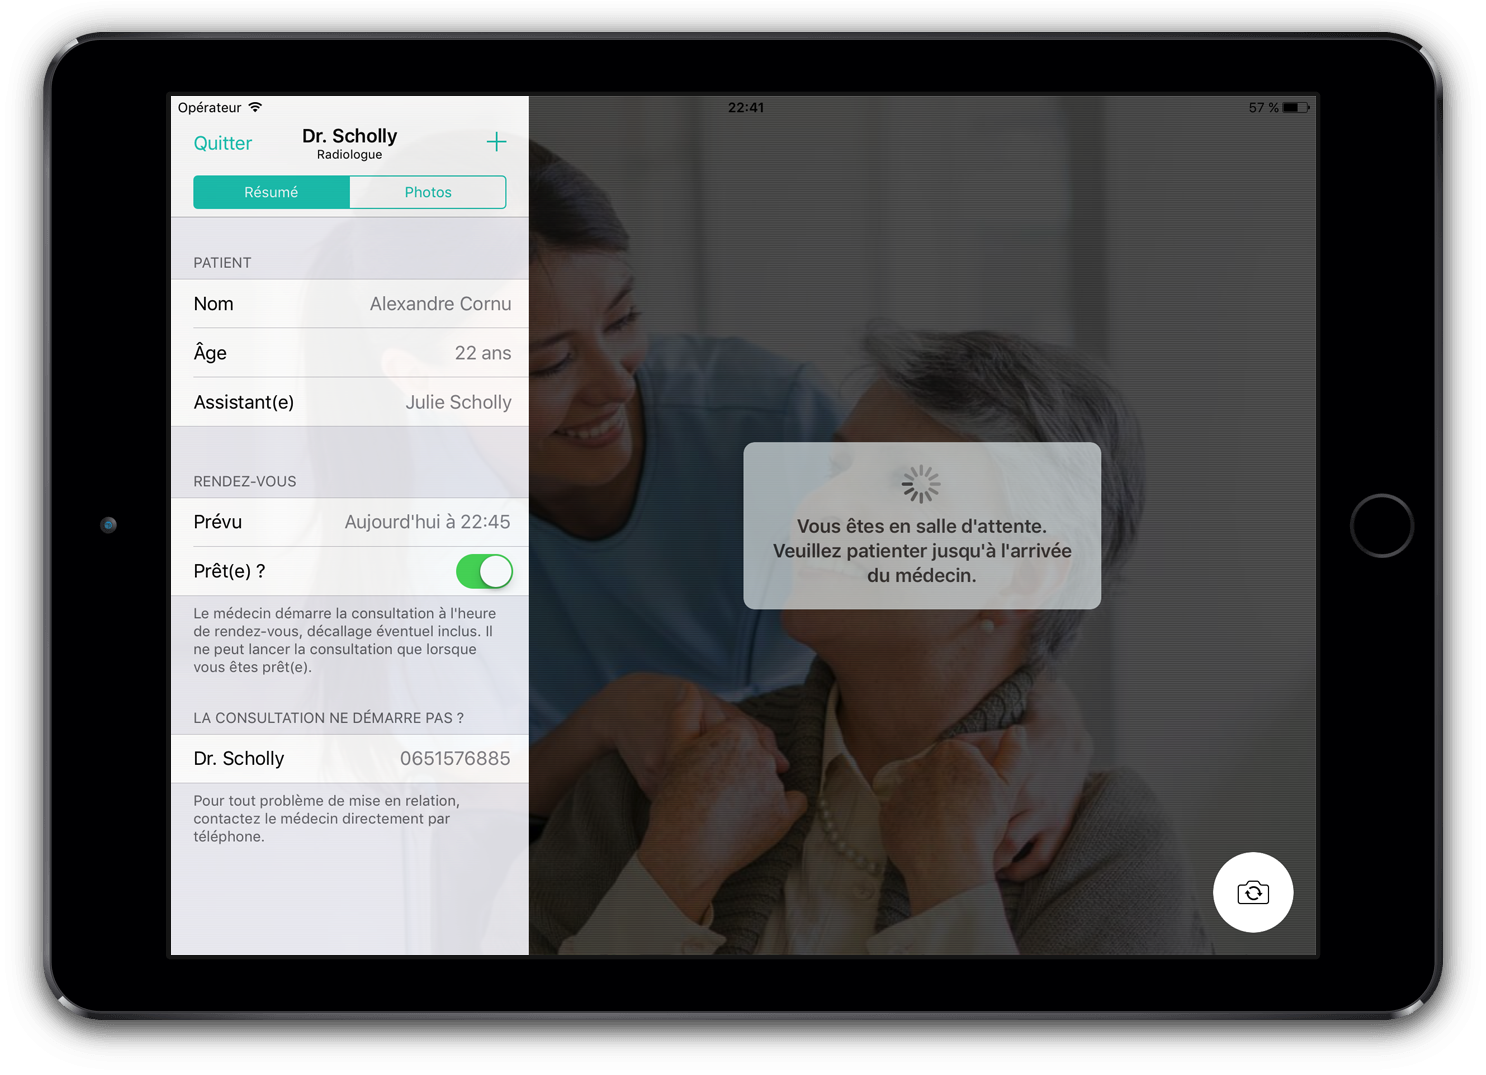 Opérateur
22:41
57 %
Quitter
Dr. Scholly
Radiologue
Résumé
Photos
PATIENT
Nom
Alexandre Cornu
Âge
22 ans
Assistant(e)
Julie Scholly
RENDEZ-VOUS
Prévu
Aujourd'hui à 22:45
Prêt(e) ?
Le médecin démarre la consultation à l'heure
de rendez-vous, décallage éventuel inclus. Il
ne peut lancer la consultation que lorsque
vous êtes prêt(e).
LA CONSULTATION NE DÉMARRE PAS ?
Dr. Scholly
0651576885
Pour tout problème de mise en relation,
contactez le médecin directement par
téléphone.
Vous êtes en salle d'attente.
Veuillez patienter jusqu'à l'arrivée
du médecin.